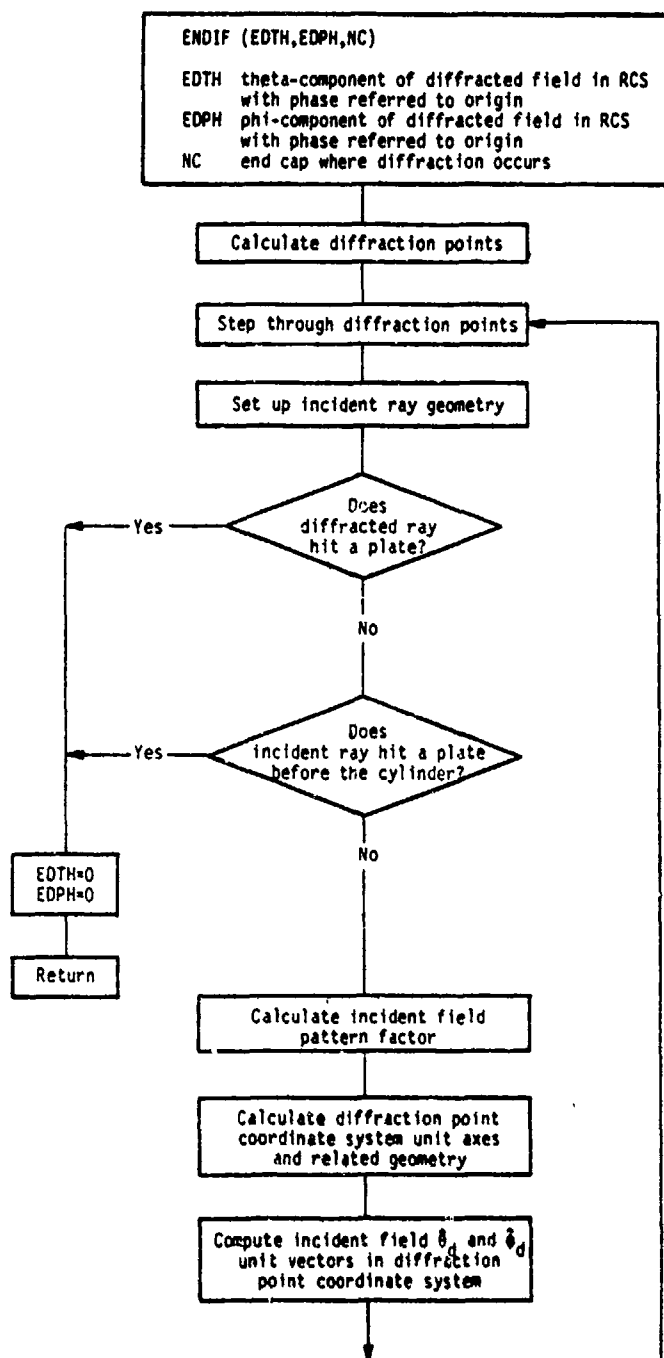 ENDIF (EDTH,EDPH,NC)
EDTH theta-component of diffracted field in RCS
with phase referred to origin
EDPH phi-component of diffracted field in RCS
with phase referred to origin
NC end cap where diffraction occurs
Calculate diffraction points
Step through diffraction points
Set up incident ray geometry
Does
diffracted ray
hit a plate?
Yes
No
Does
incident ray hit a plate
before the cylinder?
Yes
No
EDTH=0
EDPH=0
Return
Calculate incident field
pattern factor
Calculate diffraction point
coordinate system unit axes
and related geometry
Compute incident field θ̂_d and φ̂_d
unit vectors in diffraction
point coordinate system